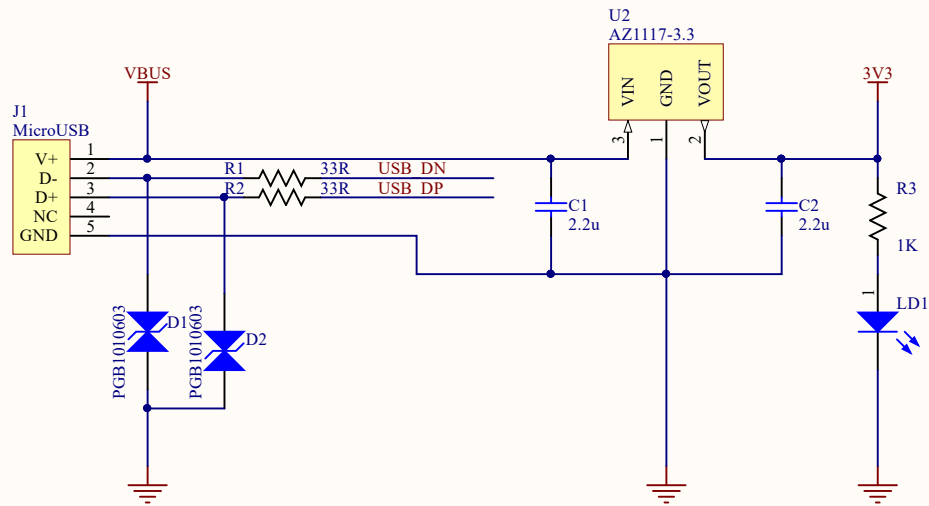 U2
AZ1117-3.3
VIN
GND
VOUT
3
1
2
VBUS
3V3
J1
MicroUSB
V+ 1
D- 2
D+ 3
NC 4
GND 5
R1 33R USB_DN
R2 33R USB_DP
C1
2.2u
C2
2.2u
R3
1K
1
LD1
D1
PGB1010603
D2
PGB1010603